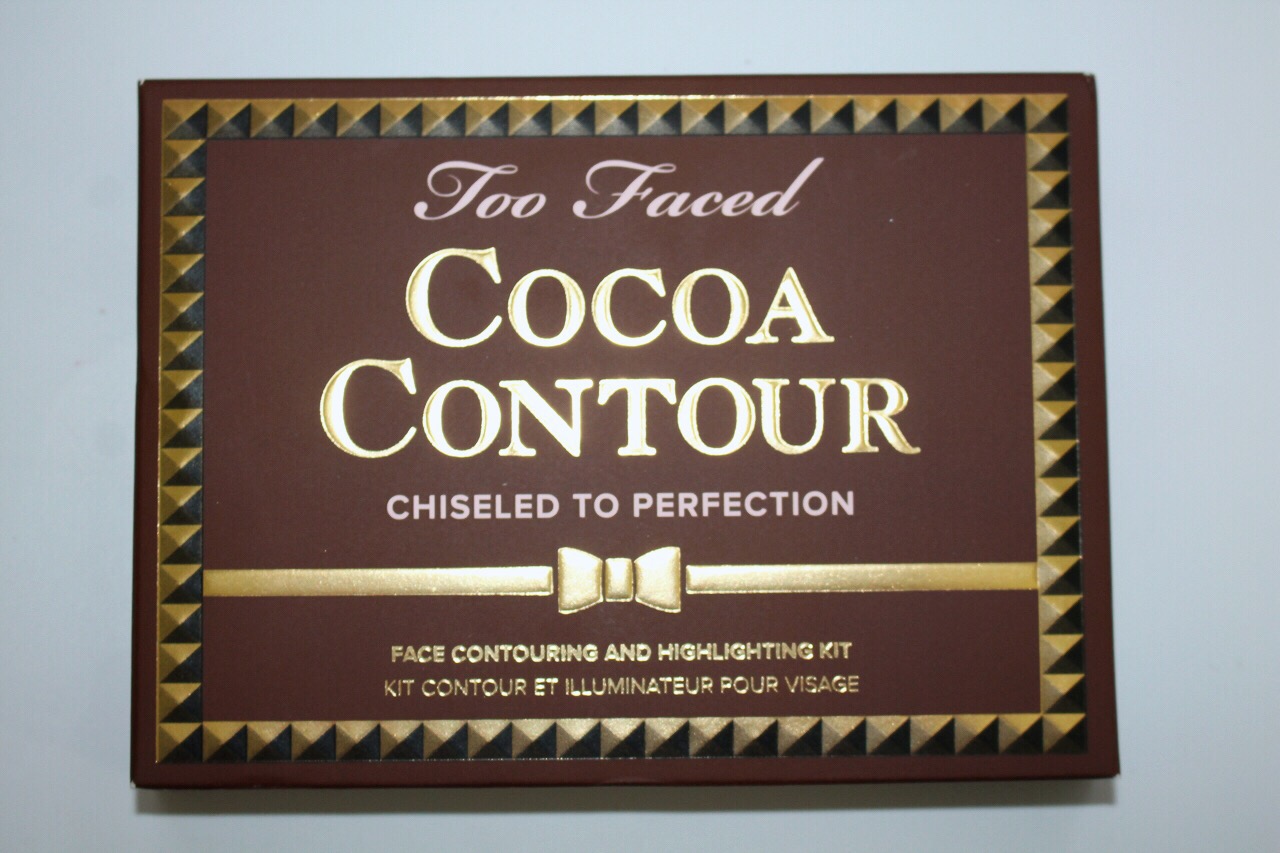 Too Faced
COCOA
CONTOUR
CHISELED TO PERFECTION
FACE CONTOURING AND HIGHLIGHTING KIT
KIT CONTOUR ET ILLUMINATEUR POUR VISAGE